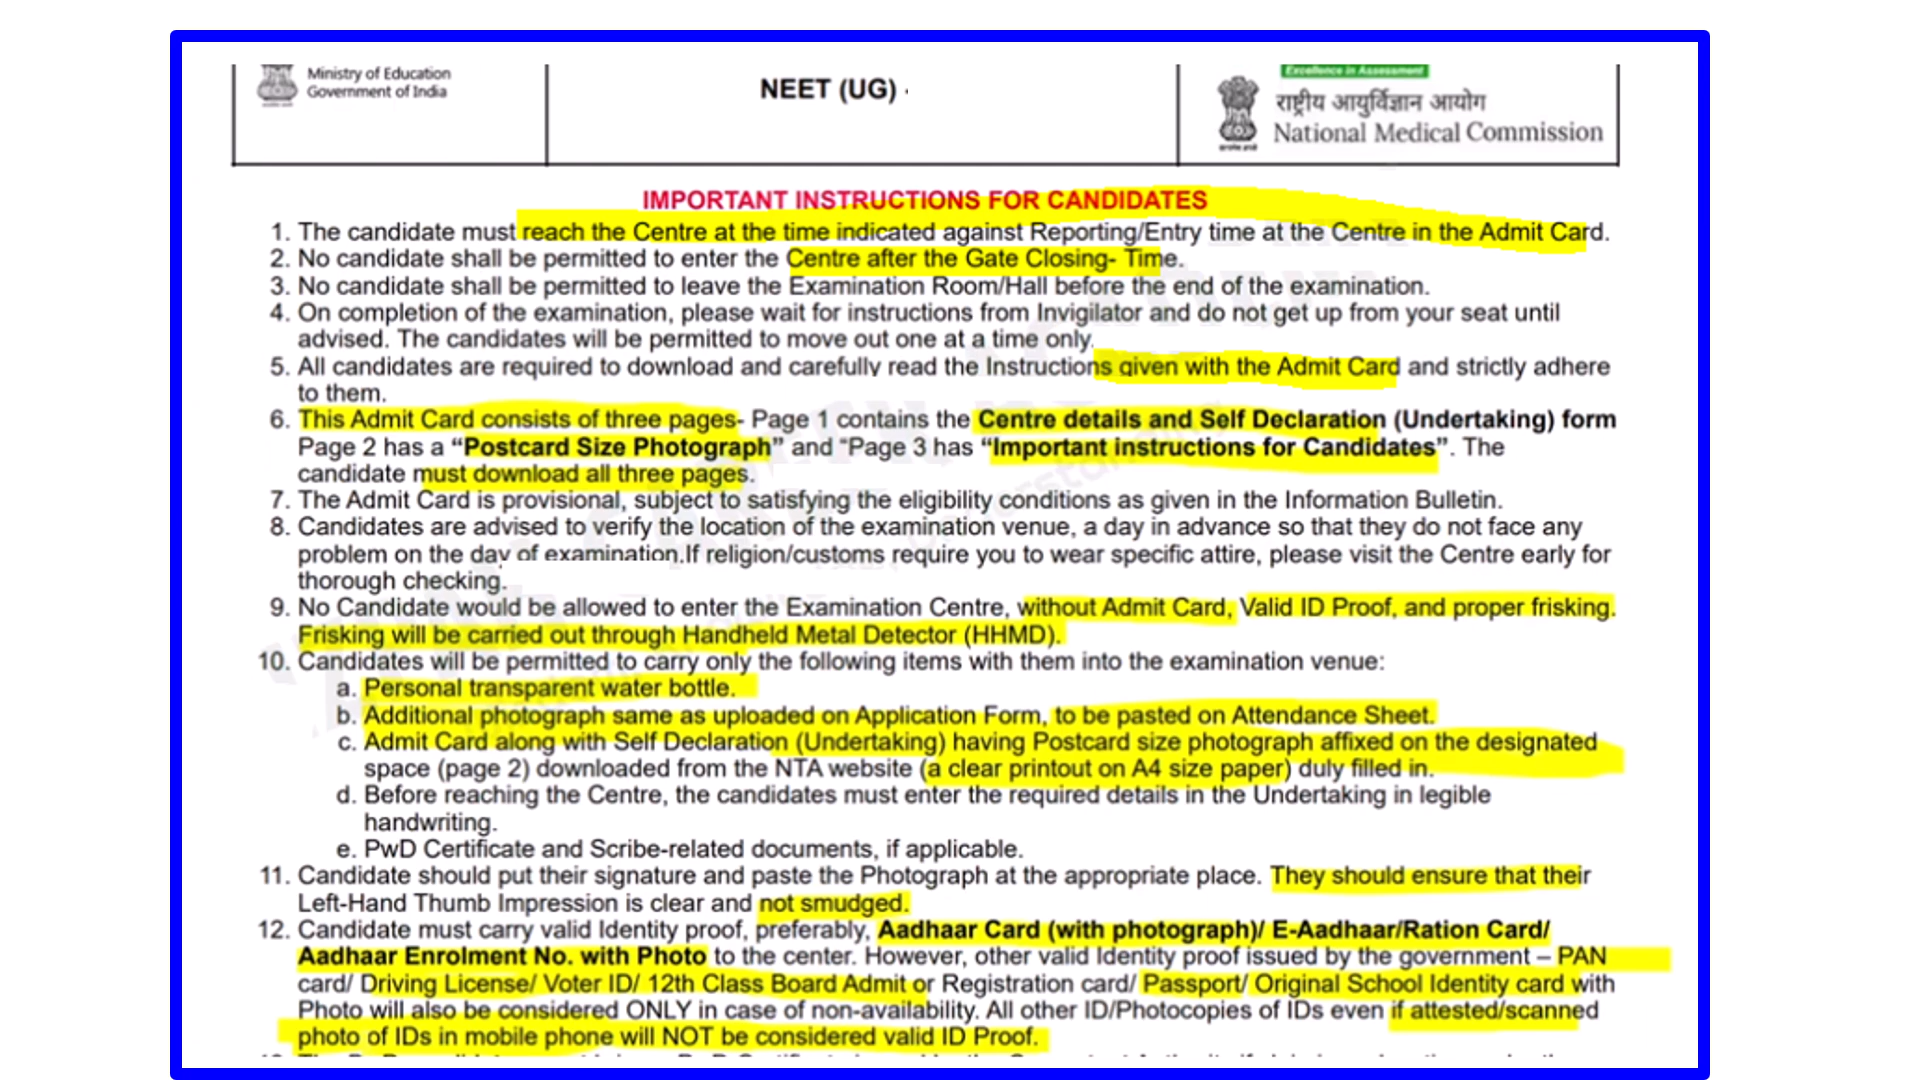 Ministry of Education
Government of India
NEET (UG)
Excellence in Assessment
राष्ट्रीय आयुर्विज्ञान आयोग
National Medical Commission
IMPORTANT INSTRUCTIONS FOR CANDIDATES
1. The candidate must reach the Centre at the time indicated against Reporting/Entry time at the Centre in the Admit Card.
2. No candidate shall be permitted to enter the Centre after the Gate Closing- Time.
3. No candidate shall be permitted to leave the Examination Room/Hall before the end of the examination.
4. On completion of the examination, please wait for instructions from Invigilator and do not get up from your seat until
advised. The candidates will be permitted to move out one at a time only.
5. All candidates are required to download and carefully read the Instructions given with the Admit Card and strictly adhere
to them.
6. This Admit Card consists of three pages- Page 1 contains the Centre details and Self Declaration (Undertaking) form
Page 2 has a “Postcard Size Photograph” and “Page 3 has “Important instructions for Candidates”. The
candidate must download all three pages.
7. The Admit Card is provisional, subject to satisfying the eligibility conditions as given in the Information Bulletin.
8. Candidates are advised to verify the location of the examination venue, a day in advance so that they do not face any
problem on the day of examination.If religion/customs require you to wear specific attire, please visit the Centre early for
thorough checking.
9. No Candidate would be allowed to enter the Examination Centre, without Admit Card, Valid ID Proof, and proper frisking.
Frisking will be carried out through Handheld Metal Detector (HHMD).
10. Candidates will be permitted to carry only the following items with them into the examination venue:
a. Personal transparent water bottle.
b. Additional photograph same as uploaded on Application Form, to be pasted on Attendance Sheet.
c. Admit Card along with Self Declaration (Undertaking) having Postcard size photograph affixed on the designated
space (page 2) downloaded from the NTA website (a clear printout on A4 size paper) duly filled in.
d. Before reaching the Centre, the candidates must enter the required details in the Undertaking in legible
handwriting.
e. PwD Certificate and Scribe-related documents, if applicable.
11. Candidate should put their signature and paste the Photograph at the appropriate place. They should ensure that their
Left-Hand Thumb Impression is clear and not smudged.
12. Candidate must carry valid Identity proof, preferably, Aadhaar Card (with photograph)/ E-Aadhaar/Ration Card/
Aadhaar Enrolment No. with Photo to the center. However, other valid Identity proof issued by the government – PAN
card/ Driving License/ Voter ID/ 12th Class Board Admit or Registration card/ Passport/ Original School Identity card with
Photo will also be considered ONLY in case of non-availability. All other ID/Photocopies of IDs even if attested/scanned
photo of IDs in mobile phone will NOT be considered valid ID Proof.